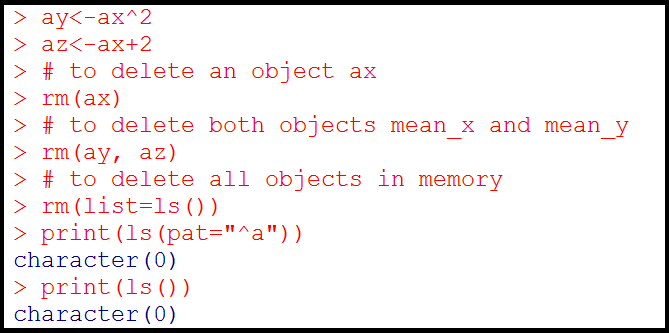 > ay<-ax^2
> az<-ax+2
> # to delete an object ax
> rm(ax)
> # to delete both objects mean_x and mean_y
> rm(ay, az)
> # to delete all objects in memory
> rm(list=ls())
> print(ls(pat="^a"))
character(0)
> print(ls())
character(0)